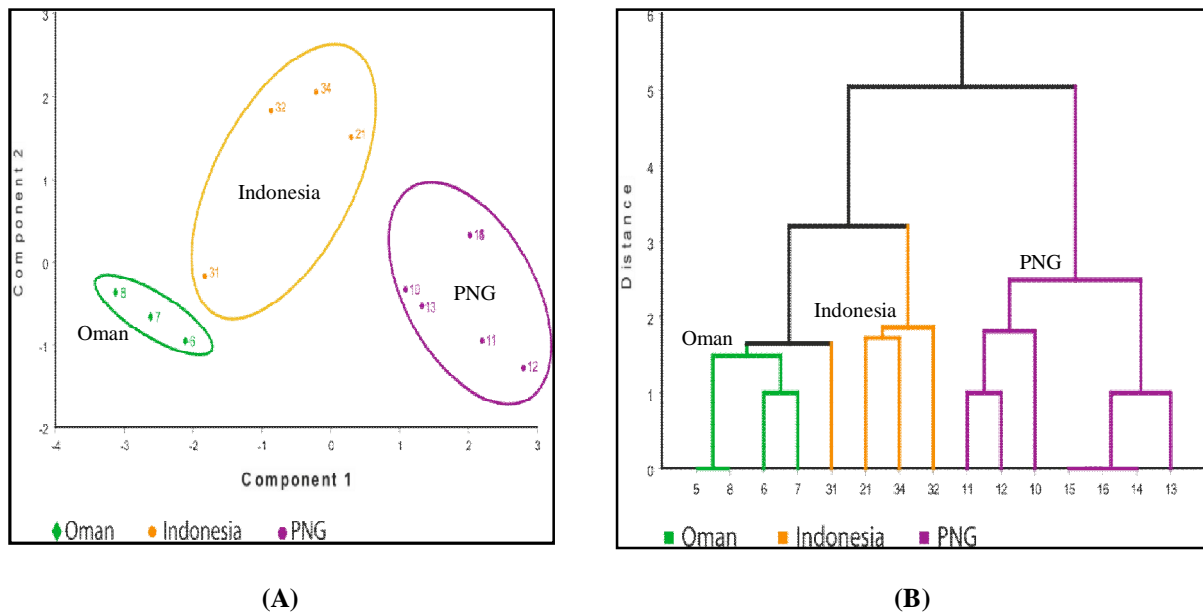 3
2
1
0
-1
-2
Component 2
32
34
21
Indonesia
31
8
7
6
Oman
10
13
PNG
11
12
-4
-3
-2
-1
0
1
2
3
Component 1
Oman
Indonesia
PNG
(A)
6
5
4
3
2
1
0
Distance
PNG
Indonesia
Oman
5
8
6
7
31
21
34
32
11
12
10
15
16
14
13
Oman
Indonesia
PNG
(B)